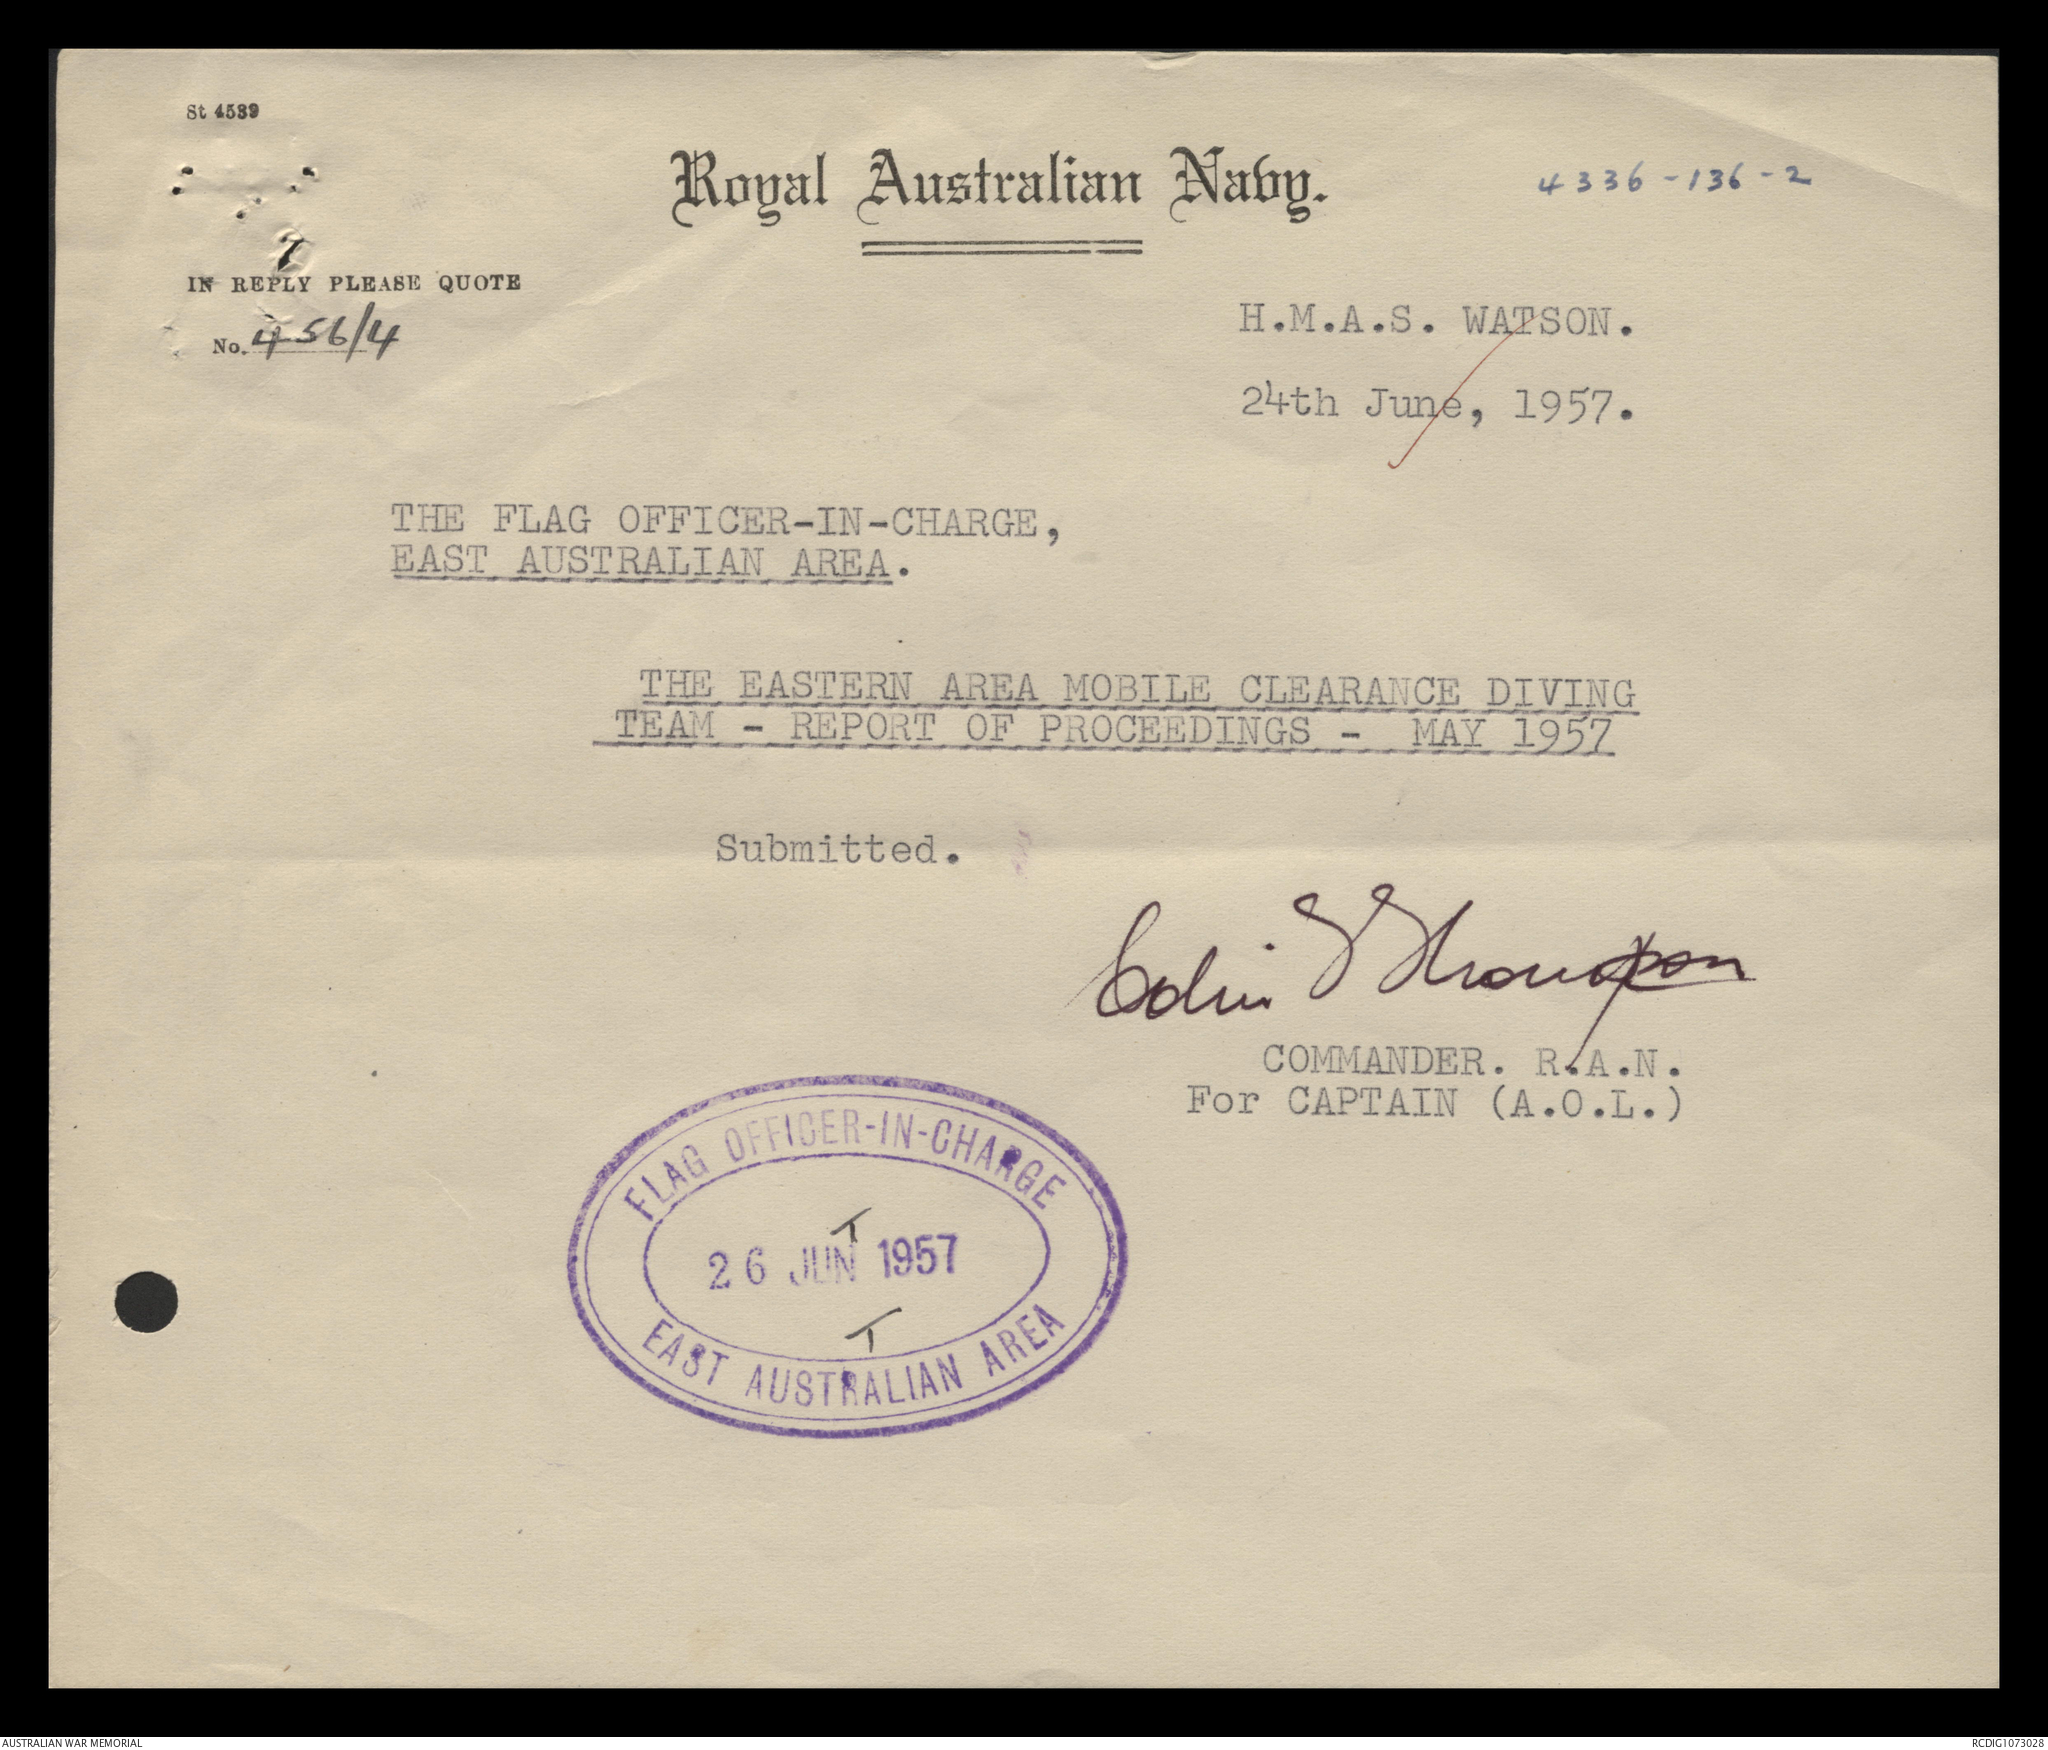 St 4539
Royal Australian Navy.
4336-136-2
IN REPLY PLEASE QUOTE
No. 456/4
H.M.A.S. WATSON.
24th June, 1957.
THE FLAG OFFICER-IN-CHARGE,
EAST AUSTRALIAN AREA.
THE EASTERN AREA MOBILE CLEARANCE DIVING
TEAM - REPORT OF PROCEEDINGS - MAY 1957
Submitted.
Thompson
COMMANDER. R.A.N.
For CAPTAIN (A.O.L.)
FLAG OFFICER-IN-CHARGE
26 JUN 1957
EAST AUSTRALIAN AREA
AUSTRALIAN WAR MEMORIAL
RCDIG1073028